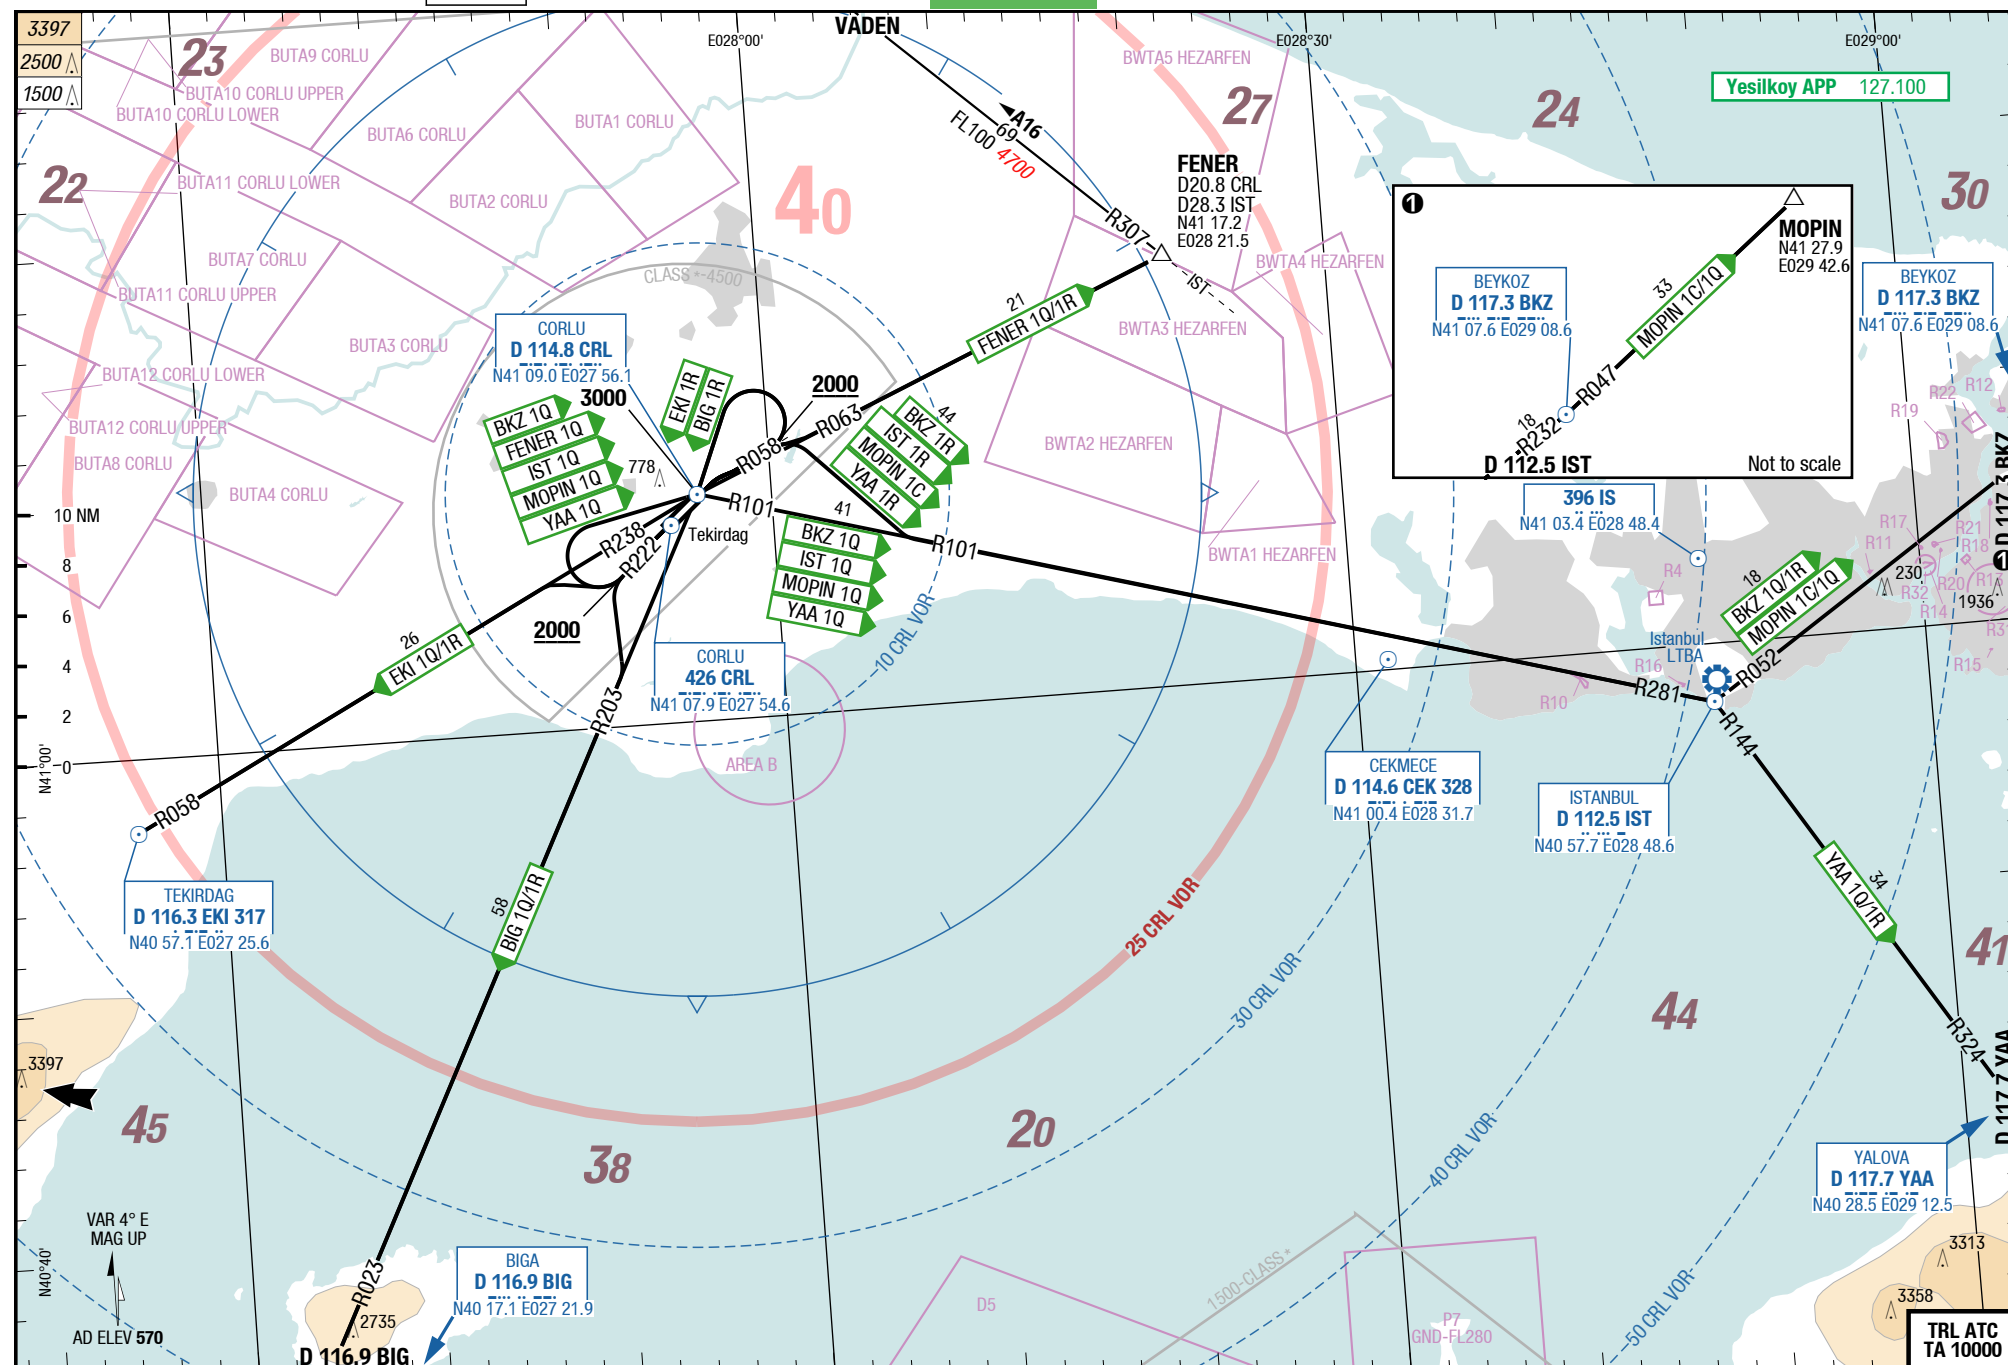 3397
2500
1500
23
BUTA9 CORLU
BUTA10 CORLU UPPER
BUTA10 CORLU LOWER
BUTA6 CORLU
BUTA1 CORLU
22
BUTA11 CORLU LOWER
BUTA2 CORLU
BUTA7 CORLU
BUTA11 CORLU UPPER
BUTA3 CORLU
BUTA12 CORLU LOWER
BUTA12 CORLU UPPER
BUTA8 CORLU
BUTA4 CORLU
E028°00'
VADEN
E028°30'
E029°00'
BWTA5 HEZARFEN
27
24
Yesilkoy APP 127.100
A16
69
FL100 4700
40
FENER
D20.8 CRL
D28.3 IST
N41 17.2
E028 21.5
R307
IST
BWTA4 HEZARFEN
BWTA3 HEZARFEN
BWTA2 HEZARFEN
BWTA1 HEZARFEN
30
1
MOPIN
N41 27.9
E029 42.6
33
MOPIN 1C/1Q
BEYKOZ
D 117.3 BKZ
N41 07.6 E029 08.6
R047
18
R232
D 112.5 IST
Not to scale
BEYKOZ
D 117.3 BKZ
N41 07.6 E029 08.6
CLASS *-4500
21
FENER 1Q/1R
CORLU
D 114.8 CRL
N41 09.0 E027 56.1
3000
EKI 1R
BIG 1R
2000
R063
R058
BKZ 1Q
FENER 1Q
IST 1Q
MOPIN 1Q
YAA 1Q
778
44
BKZ 1R
IST 1R
MOPIN 1C
YAA 1R
R101
41
R101
R238
R222
Tekirdag
BKZ 1Q
IST 1Q
MOPIN 1Q
YAA 1Q
2000
26
EKI 1Q/1R
R203
CORLU
426 CRL
N41 07.9 E027 54.6
10 CRL VOR
AREA B
10 NM
8
6
4
2
0
N41°00'
R058
TEKIRDAG
D 116.3 EKI 317
N40 57.1 E027 25.6
58
BIG 1Q/1R
396 IS
N41 03.4 E028 48.4
R22
R12
R19
R4
R17
R11
R21
R18
R20
R32
R14
R15
230
1936
D 117.3 BKZ
1
18
BKZ 1Q/1R
MOPIN 1C/1Q
Istanbul
LTBA
R16
R10
R281
R052
R144
CEKMECE
D 114.6 CEK 328
N41 00.4 E028 31.7
ISTANBUL
D 112.5 IST
N40 57.7 E028 48.6
34
YAA 1Q/1R
41
25 CRL VOR
30 CRL VOR
44
R324
D 117.7 YAA
3397
45
38
20
40 CRL VOR
YALOVA
D 117.7 YAA
N40 28.5 E029 12.5
VAR 4° E
MAG UP
N40°40'
AD ELEV 570
R023
2735
D 116.9 BIG
BIGA
D 116.9 BIG
N40 17.1 E027 21.9
D5
1500-CLASS *
P7
GND-FL280
50 CRL VOR
3313
3358
TRL ATC
TA 10000